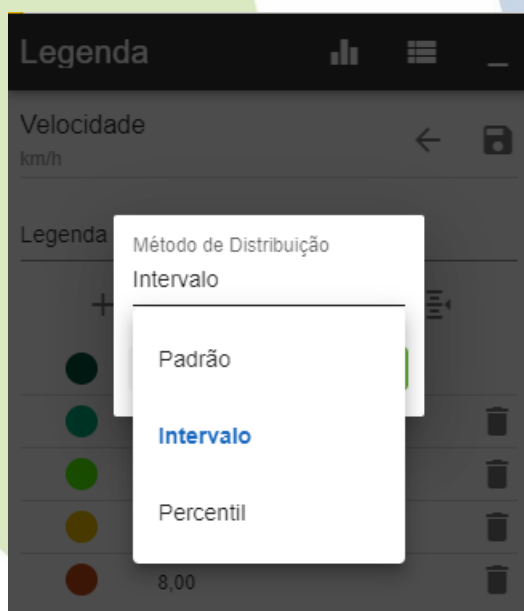 Legenda
Velocidade
km/h
Legenda
Método de Distribuição
Intervalo
Padrão
Intervalo
Percentil
8,00